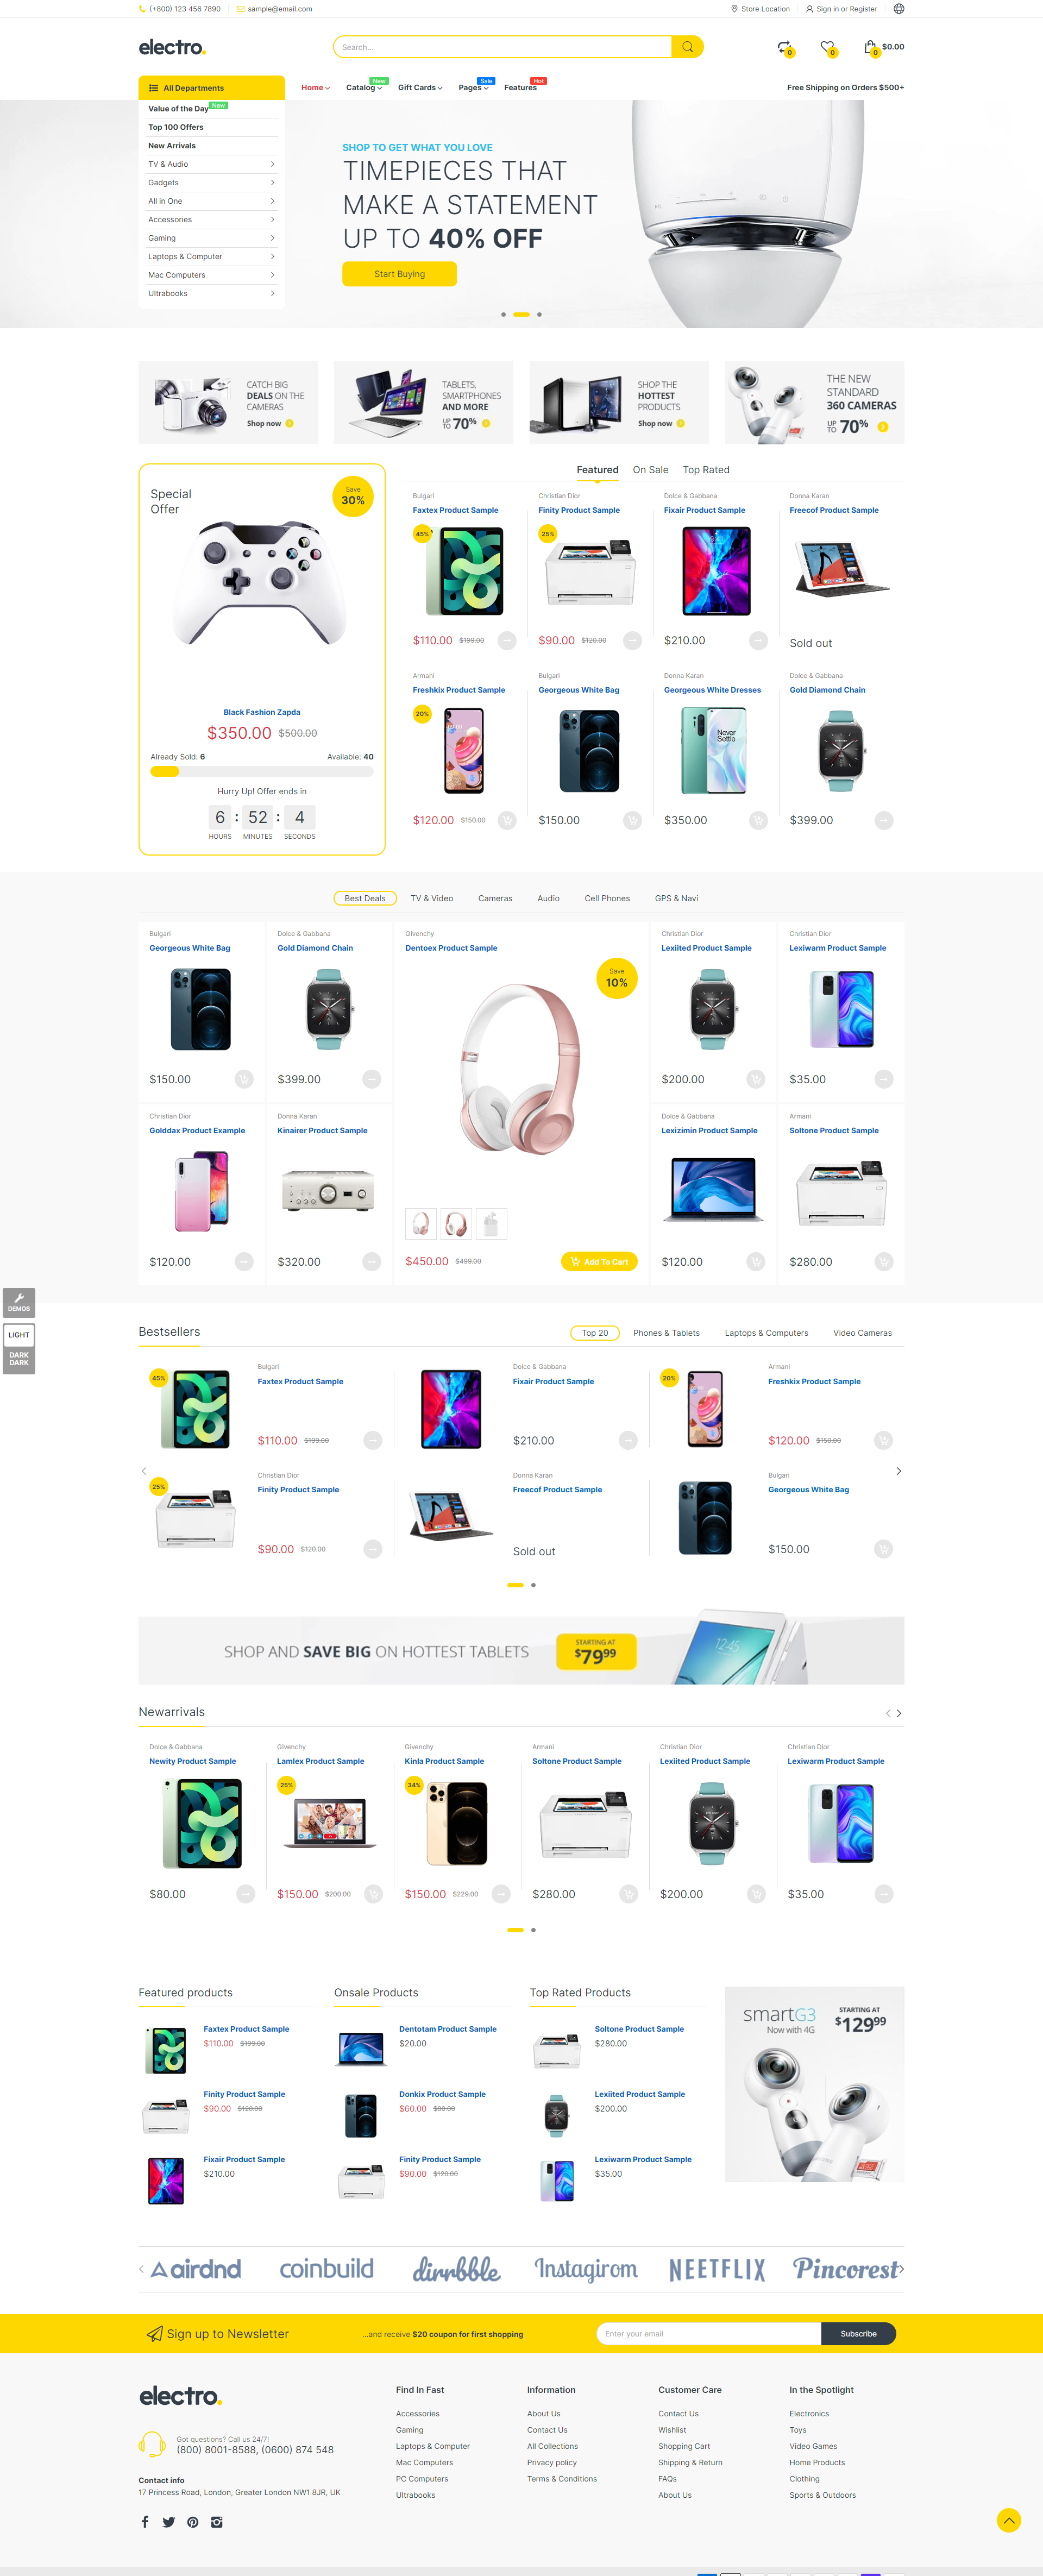 (+800) 123 456 7890
sample@email.com
Store Location
Sign in or Register
electro.
Search...
0
0
0
$0.00
All Departments
Home
Catalog
New
Gift Cards
Pages
Sale
Features
Hot
Free Shipping on Orders $500+
Value of the Day
New
Top 100 Offers
New Arrivals
TV & Audio
Gadgets
All in One
Accessories
Gaming
Laptops & Computer
Mac Computers
Ultrabooks
SHOP TO GET WHAT YOU LOVE
TIMEPIECES THAT
MAKE A STATEMENT
UP TO 40% OFF
Start Buying
CATCH BIG
DEALS ON THE
CAMERAS
Shop now
TABLETS,
SMARTPHONES
AND MORE
UP TO 70%
SHOP THE
HOTTEST
PRODUCTS
Shop now
THE NEW
STANDARD
360 CAMERAS
UP TO 70%
Special
Offer
Save
30%
Black Fashion Zapda
$350.00 $500.00
Already Sold: 6
Available: 40
Hurry Up! Offer ends in
6 : 52 : 4
HOURS MINUTES SECONDS
Featured
On Sale
Top Rated
Bulgari
Faxtex Product Sample
45%
$110.00 $199.00
Christian Dior
Finity Product Sample
25%
$90.00 $120.00
Dolce & Gabbana
Fixair Product Sample
$210.00
Donna Karan
Freecof Product Sample
Sold out
Armani
Freshkix Product Sample
20%
$120.00 $150.00
Bulgari
Georgeous White Bag
$150.00
Donna Karan
Georgeous White Dresses
Never
Settle
$350.00
Dolce & Gabbana
Gold Diamond Chain
$399.00
Best Deals
TV & Video
Cameras
Audio
Cell Phones
GPS & Navi
Bulgari
Georgeous White Bag
$150.00
Dolce & Gabbana
Gold Diamond Chain
$399.00
Givenchy
Dentoex Product Sample
Save
10%
$450.00 $499.00
Add To Cart
Christian Dior
Lexiited Product Sample
$200.00
Christian Dior
Lexiwarm Product Sample
$35.00
Christian Dior
Golddax Product Example
$120.00
Donna Karan
Kinairer Product Sample
$320.00
Dolce & Gabbana
Lexizimin Product Sample
$120.00
Armani
Soltone Product Sample
$280.00
DEMOS
LIGHT
DARK
DARK
Bestsellers
Top 20
Phones & Tablets
Laptops & Computers
Video Cameras
45%
Bulgari
Faxtex Product Sample
$110.00 $199.00
Dolce & Gabbana
Fixair Product Sample
$210.00
20%
Armani
Freshkix Product Sample
$120.00 $150.00
25%
Christian Dior
Finity Product Sample
$90.00 $120.00
Donna Karan
Freecof Product Sample
Sold out
Bulgari
Georgeous White Bag
$150.00
SHOP AND SAVE BIG ON HOTTEST TABLETS
STARTING AT
$7999
12:45
Newarrivals
Dolce & Gabbana
Newity Product Sample
$80.00
Givenchy
Lamlex Product Sample
25%
$150.00 $200.00
Givenchy
Kinla Product Sample
34%
$150.00 $229.00
Armani
Soltone Product Sample
$280.00
Christian Dior
Lexiited Product Sample
$200.00
Christian Dior
Lexiwarm Product Sample
$35.00
Featured products
Faxtex Product Sample
$110.00 $199.00
Finity Product Sample
$90.00 $120.00
Fixair Product Sample
$210.00
Onsale Products
Dentotam Product Sample
$20.00
Donkix Product Sample
$60.00 $80.00
Finity Product Sample
$90.00 $120.00
Top Rated Products
Soltone Product Sample
$280.00
Lexiited Product Sample
$200.00
Lexiwarm Product Sample
$35.00
smartG3
Now with 4G
STARTING AT
$12999
airdnd
coinbuild
dirrbble
Instagirom
NEETFLIX
Pincorest
Sign up to Newsletter
...and receive $20 coupon for first shopping
Enter your email
Subscribe
electro.
Got questions? Call us 24/7!
(800) 8001-8588, (0600) 874 548
Contact info
17 Princess Road, London, Greater London NW1 8JR, UK
Find In Fast
Accessories
Gaming
Laptops & Computer
Mac Computers
PC Computers
Ultrabooks
Information
About Us
Contact Us
All Collections
Privacy policy
Terms & Conditions
Customer Care
Contact Us
Wishlist
Shopping Cart
Shipping & Return
FAQs
About Us
In the Spotlight
Electronics
Toys
Video Games
Home Products
Clothing
Sports & Outdoors